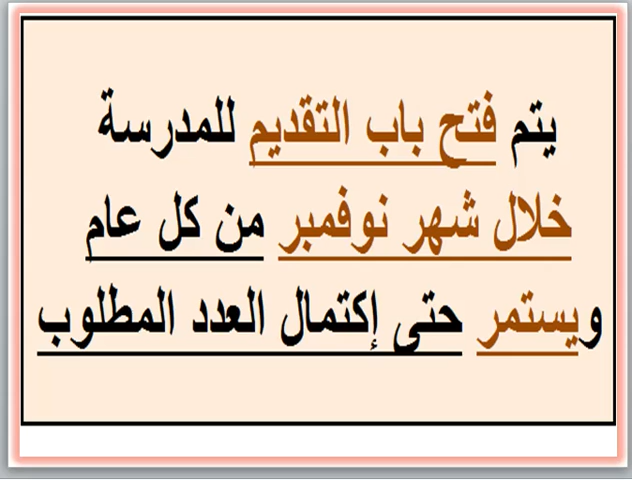 يتم فتح باب التقديم للمدرسة
خلال شهر نوفمبر من كل عام
ويستمر حتى إكتمال العدد المطلوب